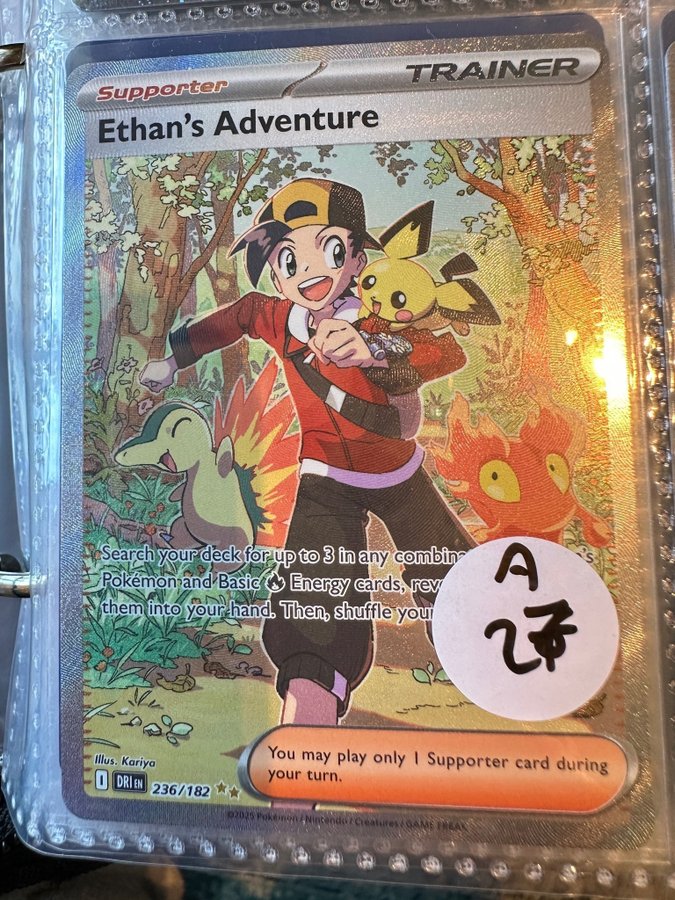 Supporter
TRAINER
Ethan's Adventure
Search your deck for up to 3 in any combina
Pokémon and Basic Energy cards, rev
them into your hand. Then, shuffle your
A
You may play only 1 Supporter card during
your turn.
Illus. Kariya
I DRI EN 236/182
©2025 Pokémon / Nintendo / Creatures / GAME FREAK